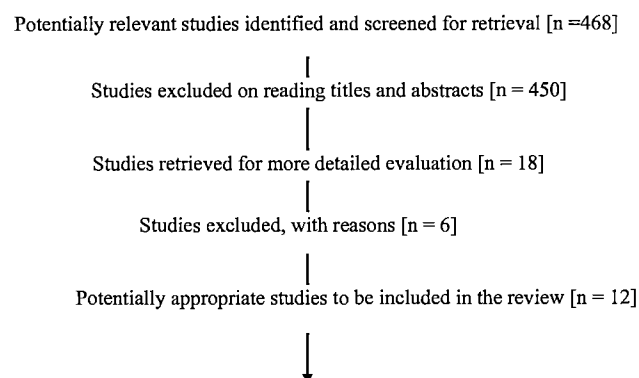 Potentially relevant studies identified and screened for retrieval [n =468]
Studies excluded on reading titles and abstracts [n = 450]
Studies retrieved for more detailed evaluation [n = 18]
Studies excluded, with reasons [n = 6]
Potentially appropriate studies to be included in the review [n = 12]